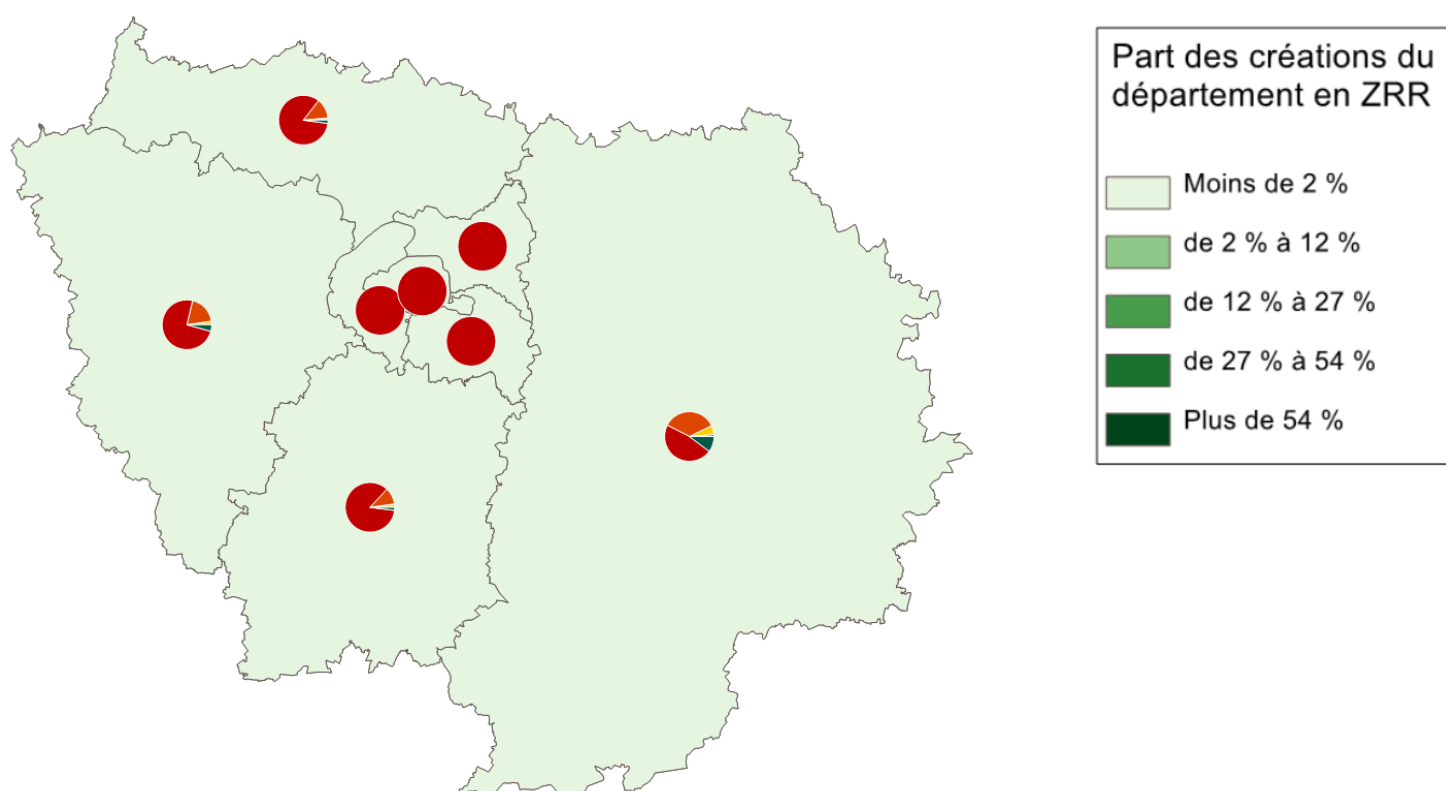 Part des créations du
département en ZRR
Moins de 2 %
de 2 % à 12 %
de 12 % à 27 %
de 27 % à 54 %
Plus de 54 %